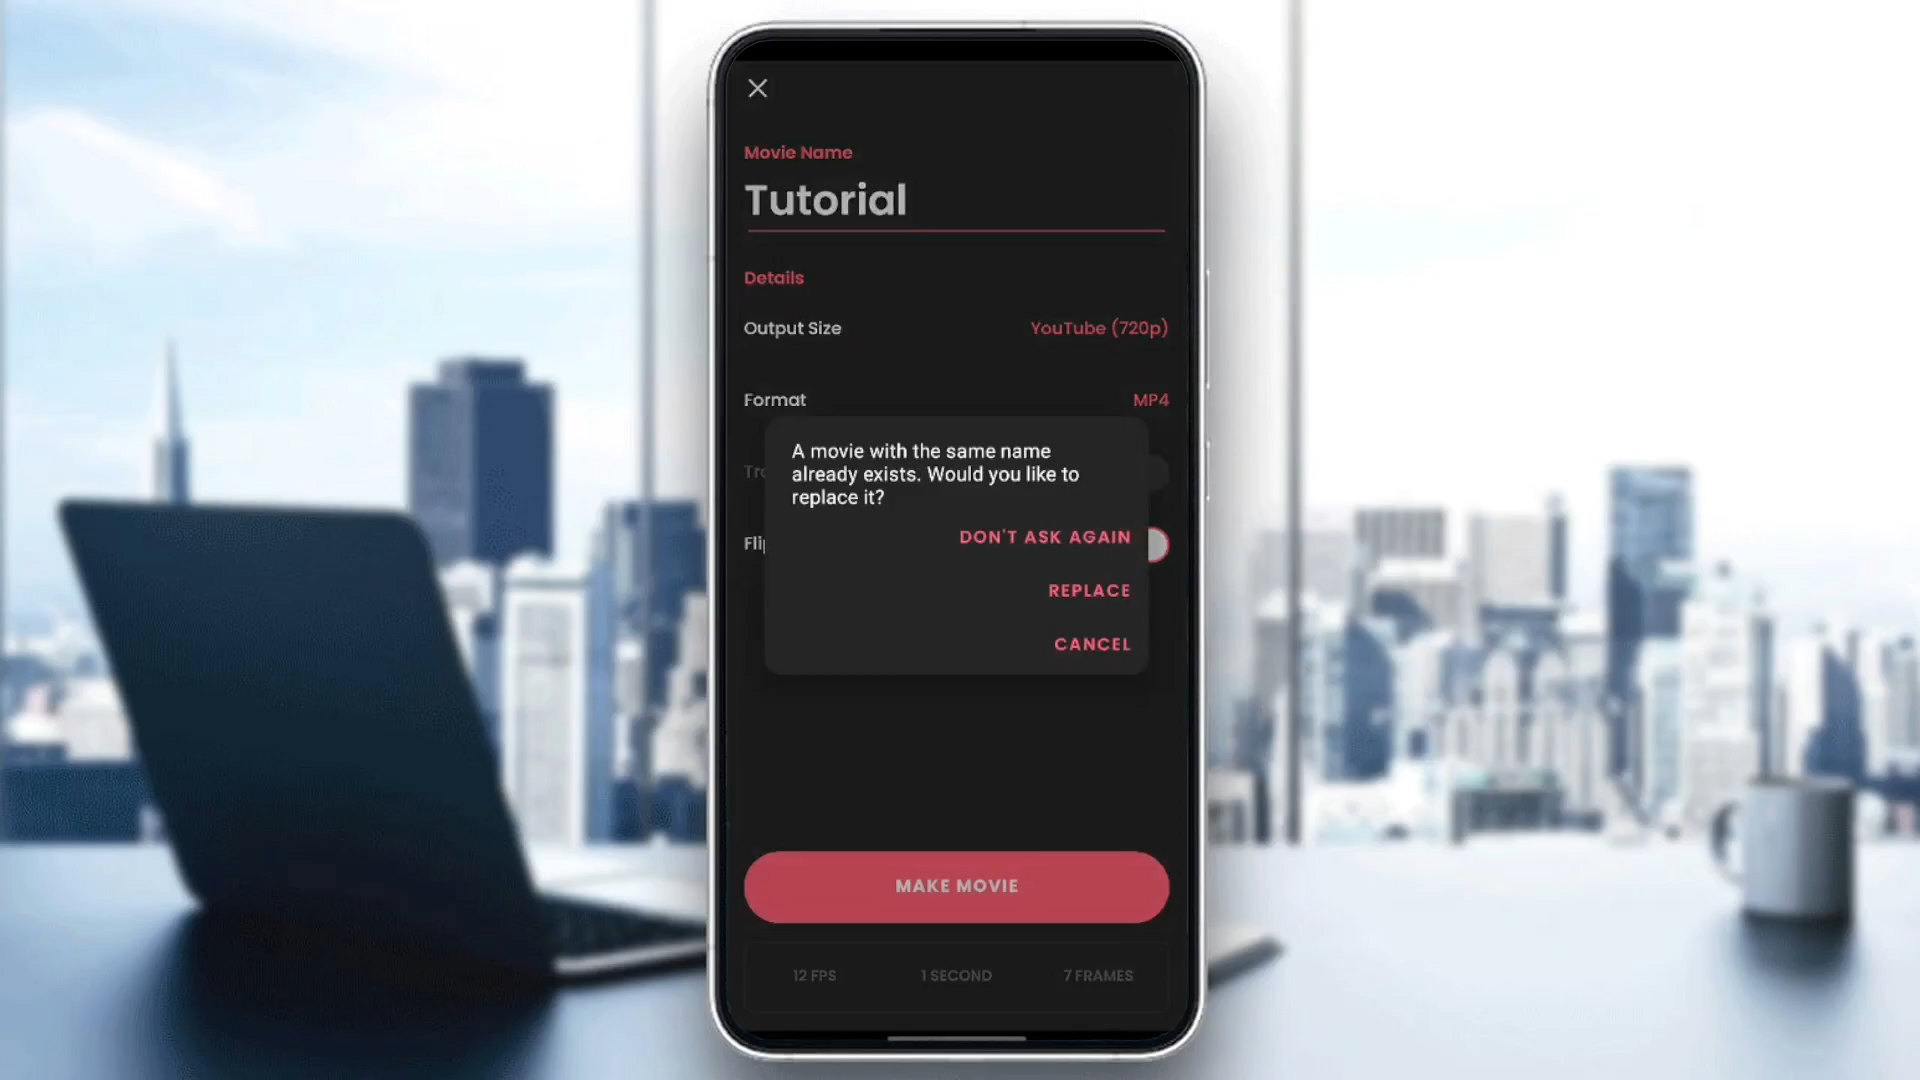 Movie Name
Tutorial
Details
Output Size YouTube (720p)
Format MP4
A movie with the same name
already exists. Would you like to
replace it?
DON'T ASK AGAIN
REPLACE
CANCEL
MAKE MOVIE
12 FPS 1 SECOND 7 FRAMES